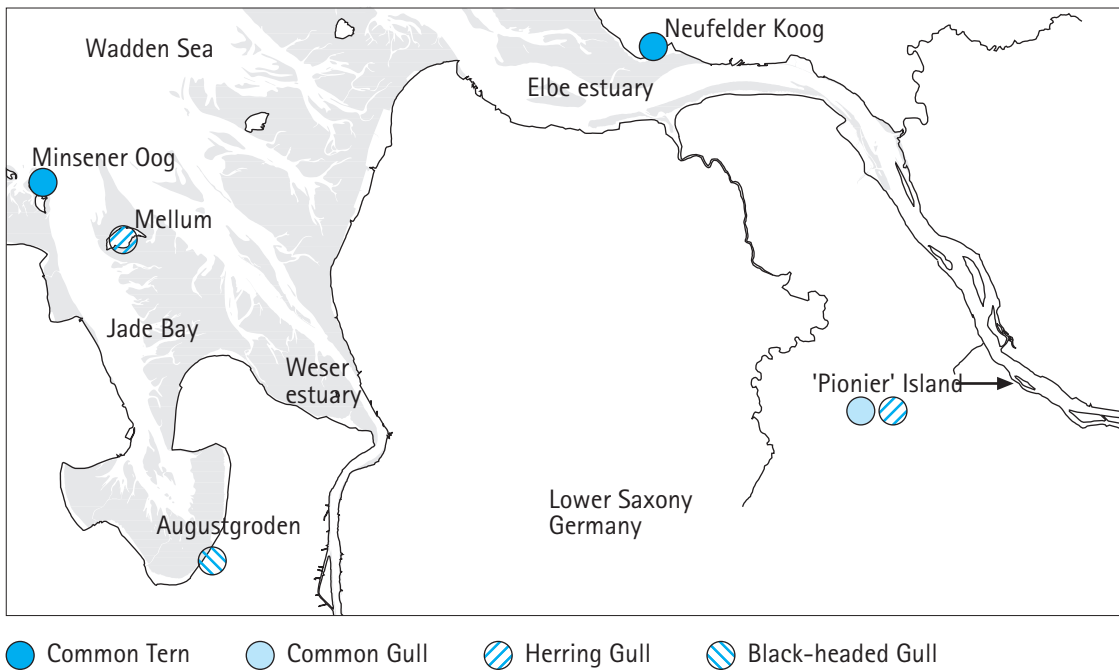 Neufelder Koog
Wadden Sea
Elbe estuary
Minsener Oog
Mellum
Jade Bay
Weser
estuary
'Pionier' Island
Lower Saxony
Germany
Augustgroden
Common Tern Common Gull Herring Gull Black-headed Gull